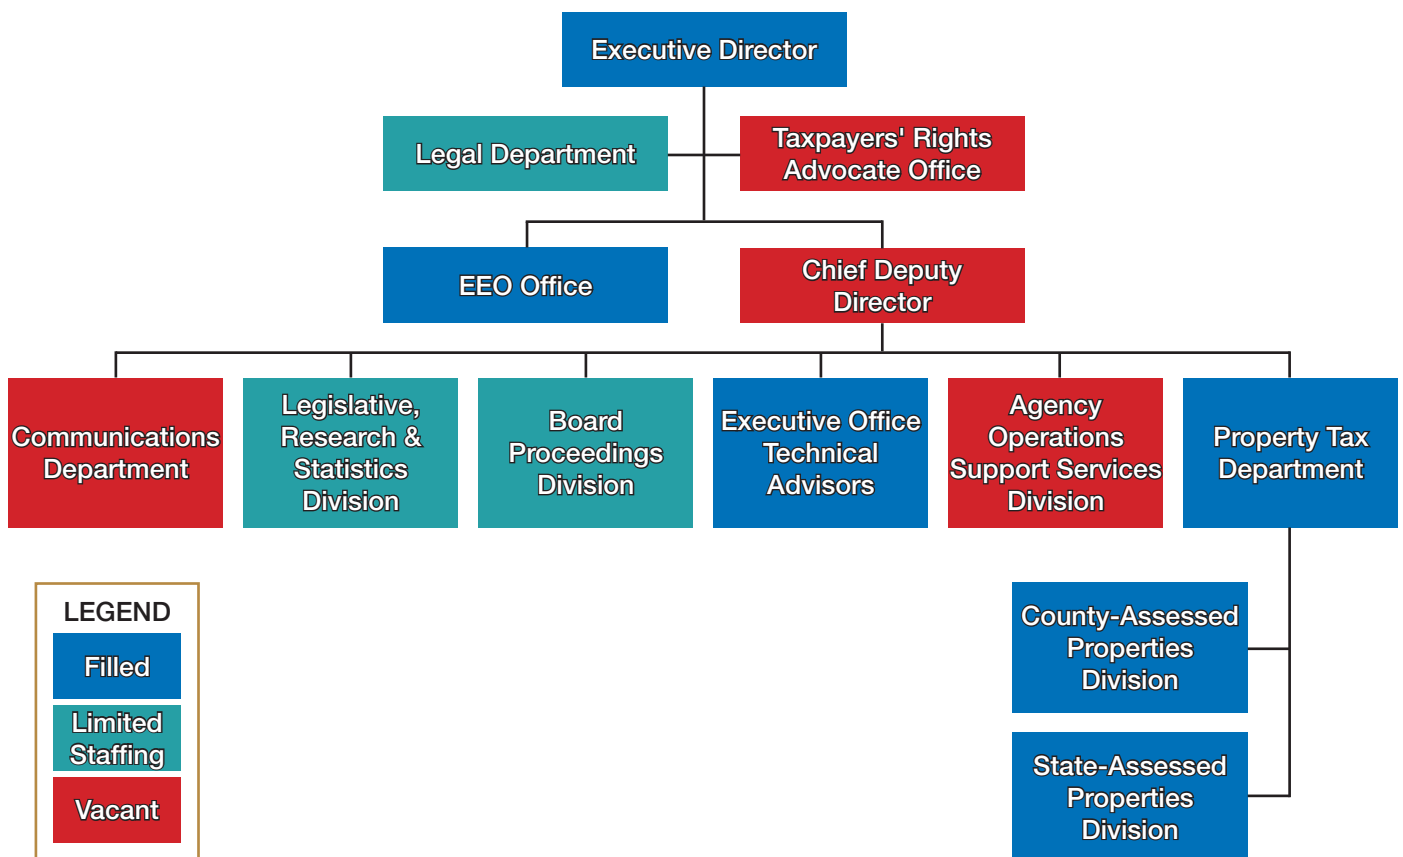 Executive Director
Legal Department
Taxpayers' Rights
Advocate Office
EEO Office
Chief Deputy
Director
Communications
Department
Legislative,
Research &
Statistics
Division
Board
Proceedings
Division
Executive Office
Technical
Advisors
Agency
Operations
Support Services
Division
Property Tax
Department
County-Assessed
Properties
Division
State-Assessed
Properties
Division
LEGEND
Filled
Limited
Staffing
Vacant